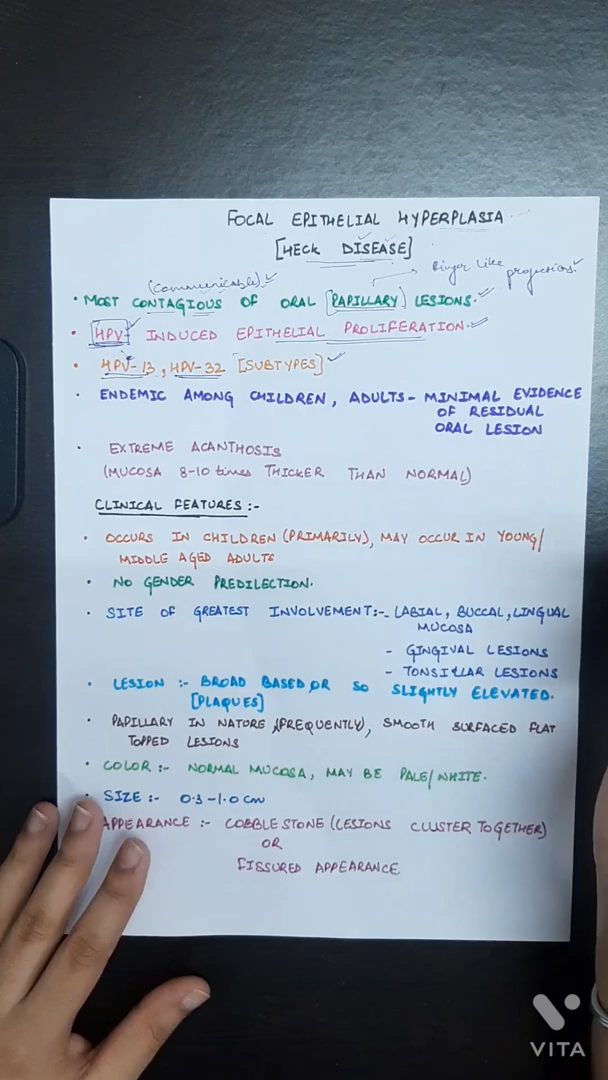 FOCAL EPITHELIAL HYPERPLASIA
[HECK DISEASE]
(communicable)
Finger like projections.
• MOST CONTAGIOUS OF ORAL (PAPILLARY) LESIONS.
• HPV- INDUCED EPITHELIAL PROLIFERATION.
• HPV-13, HPV-32 [SUBTYPES]
• ENDEMIC AMONG CHILDREN, ADULTS - MINIMAL EVIDENCE
OF RESIDUAL
ORAL LESION
• EXTREME ACANTHOSIS
(MUCOSA 8-10 times THICKER THAN NORMAL)
CLINICAL FEATURES :-
• OCCURS IN CHILDREN (PRIMARILY), MAY OCCUR IN YOUNG/
MIDDLE AGED ADULTS
• NO GENDER PREDILECTION.
• SITE OF GREATEST INVOLVEMENT:- LABIAL, BUCCAL, LINGUAL
MUCOSA
- GINGIVAL LESIONS
- TONSILLAR LESIONS
• LESION :- BROAD BASED, OR SO SLIGHTLY ELEVATED.
[PLAQUES]
• PAPILLARY IN NATURE (FREQUENTLY), SMOOTH SURFACED FLAT
TOPPED LESIONS
• COLOR :- NORMAL MUCOSA, MAY BE PALE/WHITE.
• SIZE :- 0.3-1.0 cm
APPEARANCE :- COBBLESTONE (LESIONS CLUSTER TOGETHER)
OR
FISSURED APPEARANCE
VITA